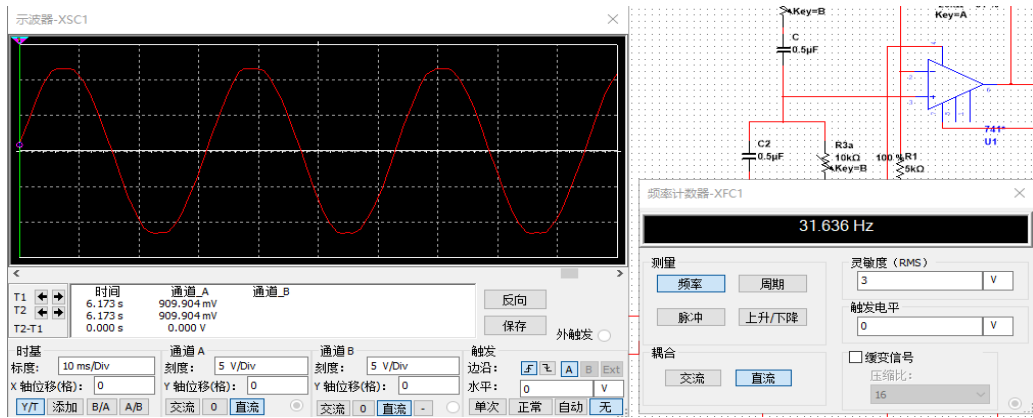 示波器-XSC1
时间 通道_A 通道_B
T1 6.173 s 909.904 mV
T2 6.173 s 909.904 mV
T2-T1 0.000 s 0.000 V
反向
保存
外触发
时基
标度: 10 ms/Div
X 轴位移(格): 0
Y/T 添加 B/A A/B
通道 A
刻度: 5 V/Div
Y 轴位移(格): 0
交流 0 直流
通道 B
刻度: 5 V/Div
Y 轴位移(格): 0
交流 0 直流 -
触发
边沿: A B Ext
水平: 0 V
单次 正常 自动 无
Key=B
C
0.5µF
Key=A
C2
0.5µF
R3a
10kΩ
Key=B
100 %
R1
5kΩ
741*
U1
频率计数器-XFC1
31.636 Hz
测量
频率 周期
脉冲 上升/下降
耦合
交流 直流
灵敏度（RMS）
3 V
触发电平
0 V
缓变信号
压缩比:
16